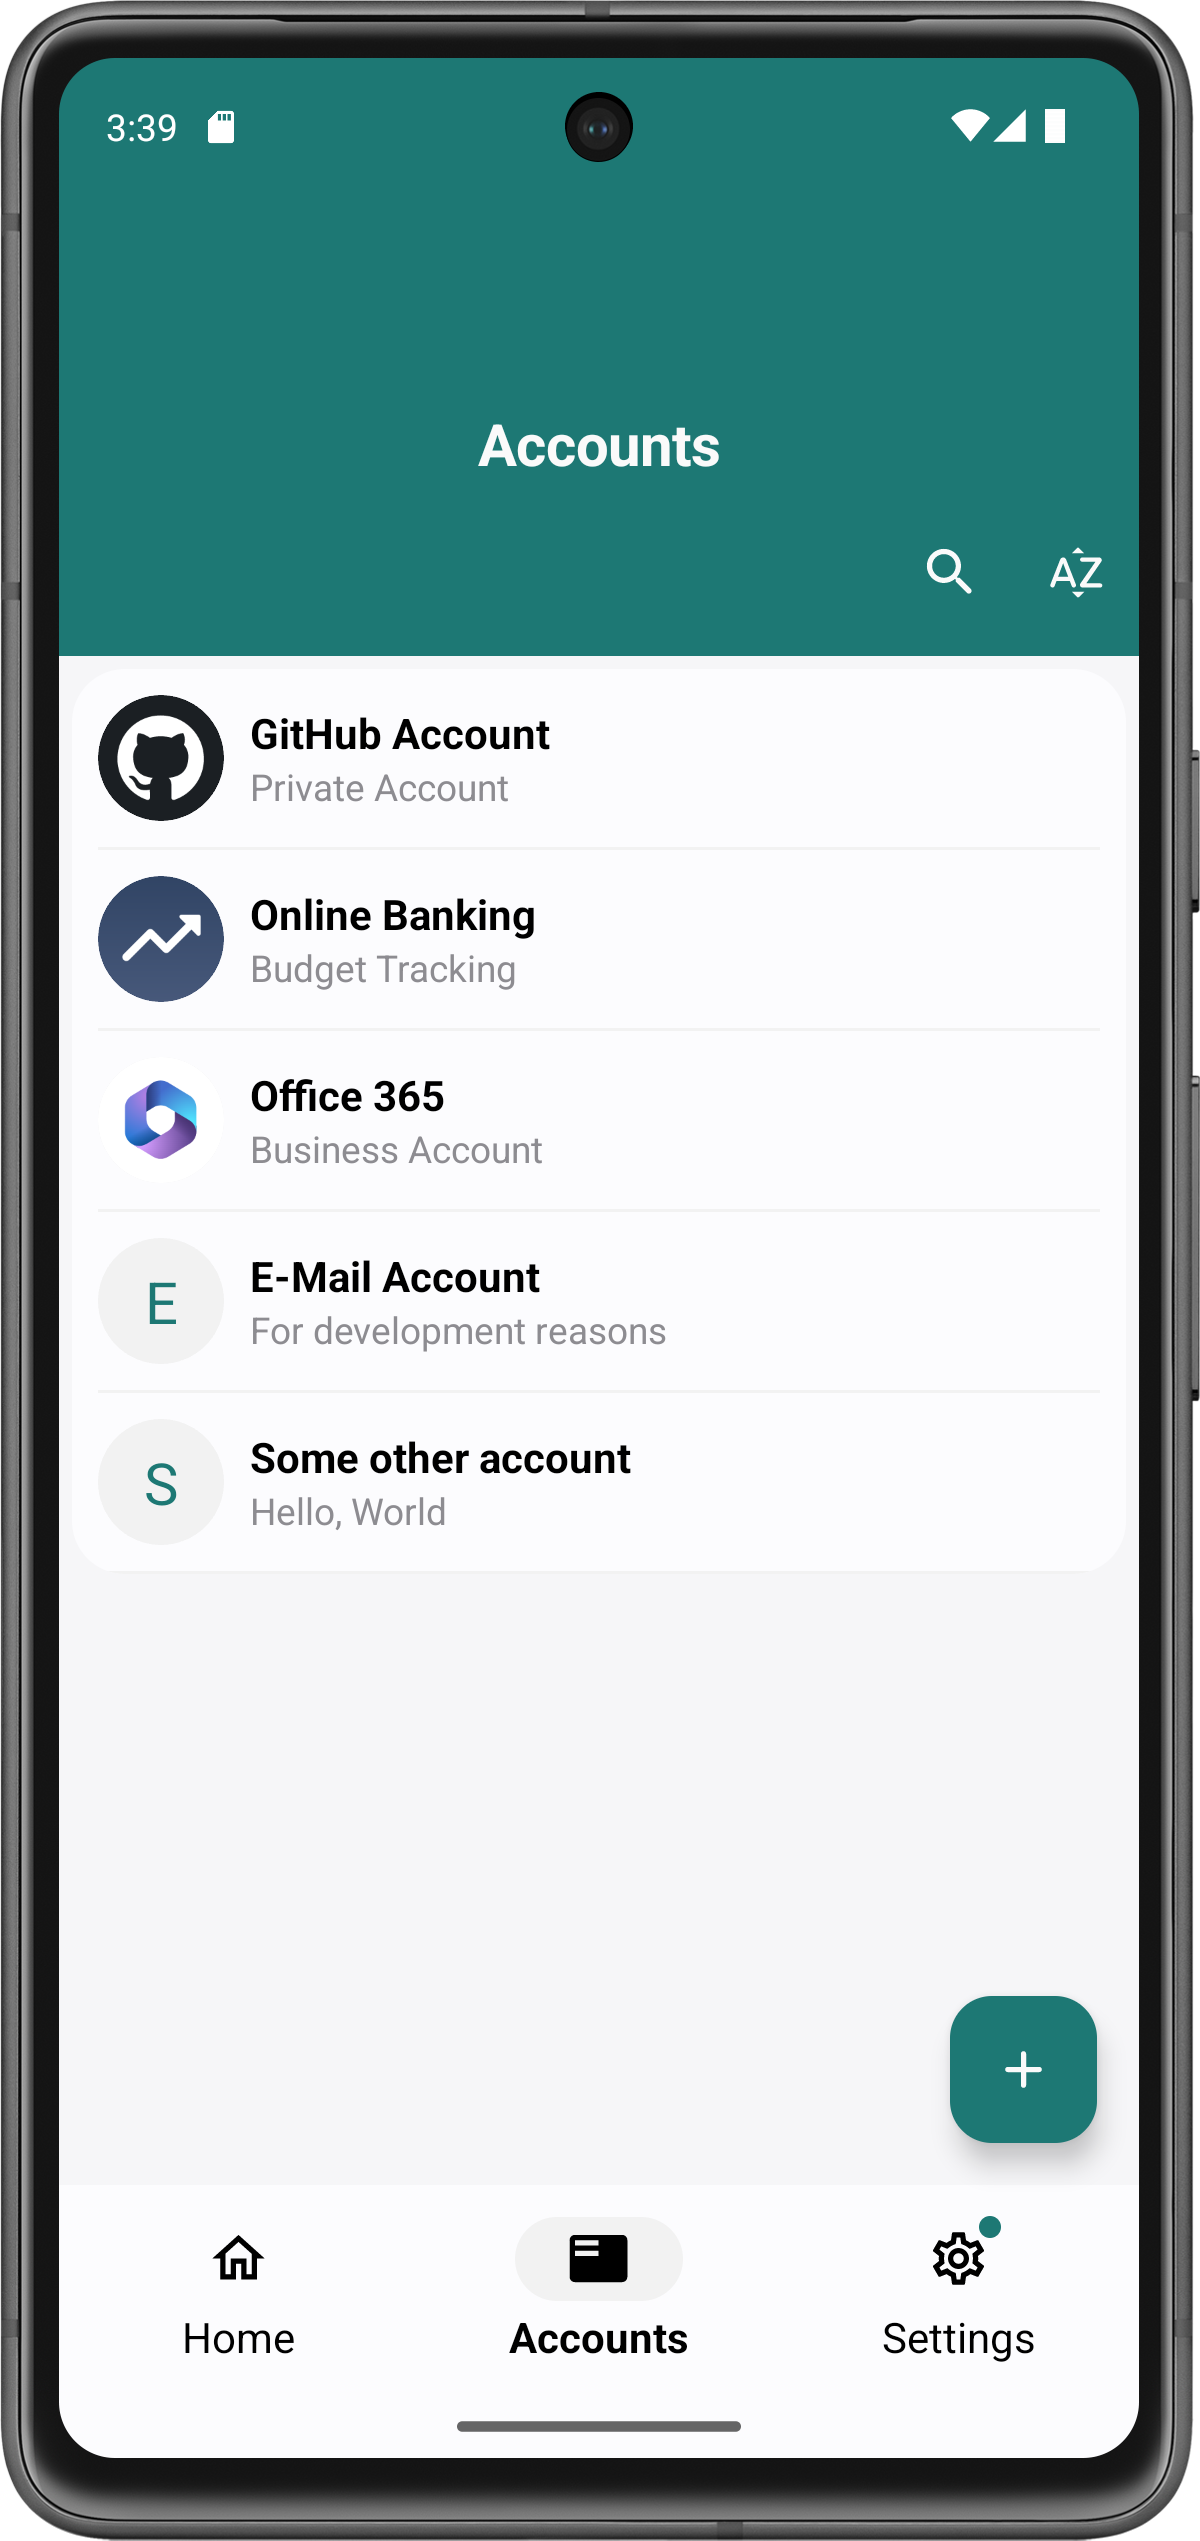 3:39
Accounts
AZ
GitHub Account
Private Account
Online Banking
Budget Tracking
Office 365
Business Account
E
E-Mail Account
For development reasons
S
Some other account
Hello, World
+
Home
Accounts
Settings